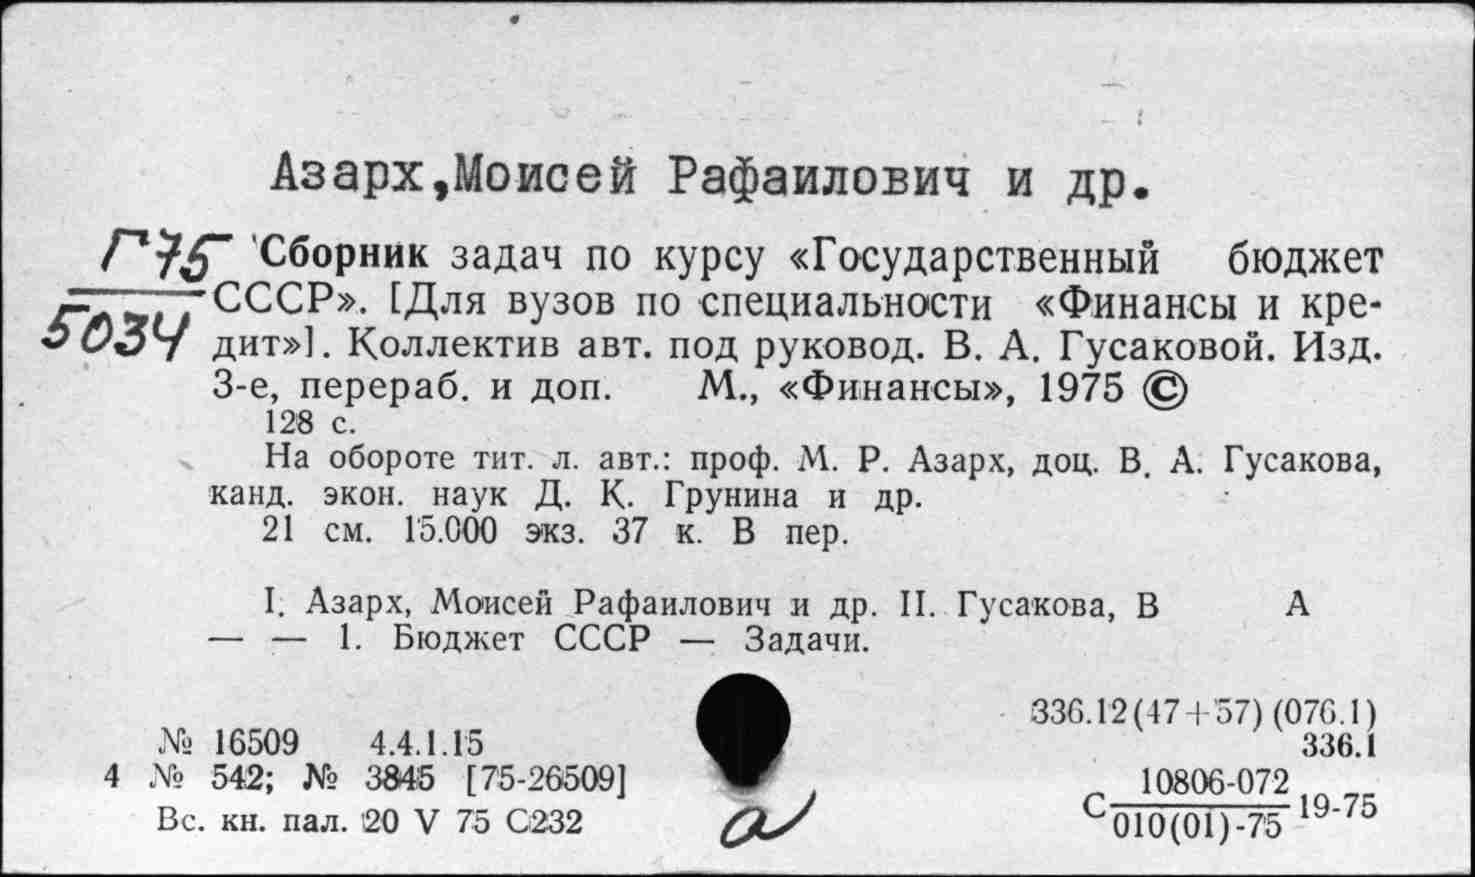 Азарх,Моисей Рафаилович и др.
Г75
5034
Сборник задач по курсу «Государственный бюджет
СССР». [Для вузов по специальности «Финансы и кре-
дит»]. Коллектив авт. под руковод. В. А. Гусаковой. Изд.
3-е, перераб. и доп. М., «Финансы», 1975 ©
128 с.
На обороте тит. л. авт.: проф. М. Р. Азарх, доц. В. А. Гусакова,
канд. экон. наук Д. К. Грунина и др.
21 см. 15.000 экз. 37 к. В пер.
I. Азарх, Моисей Рафаилович и др. II. Гусакова, В А
— — 1. Бюджет СССР — Задачи.
336.12(47+57)(076.1)
№ 16509 4.4.1.15
336.1
4 № 542; № 3845 [75-26509]
Вс. кн. пал. 20 V 75 С232
а
С 10806-072 19-75
010(01)-75